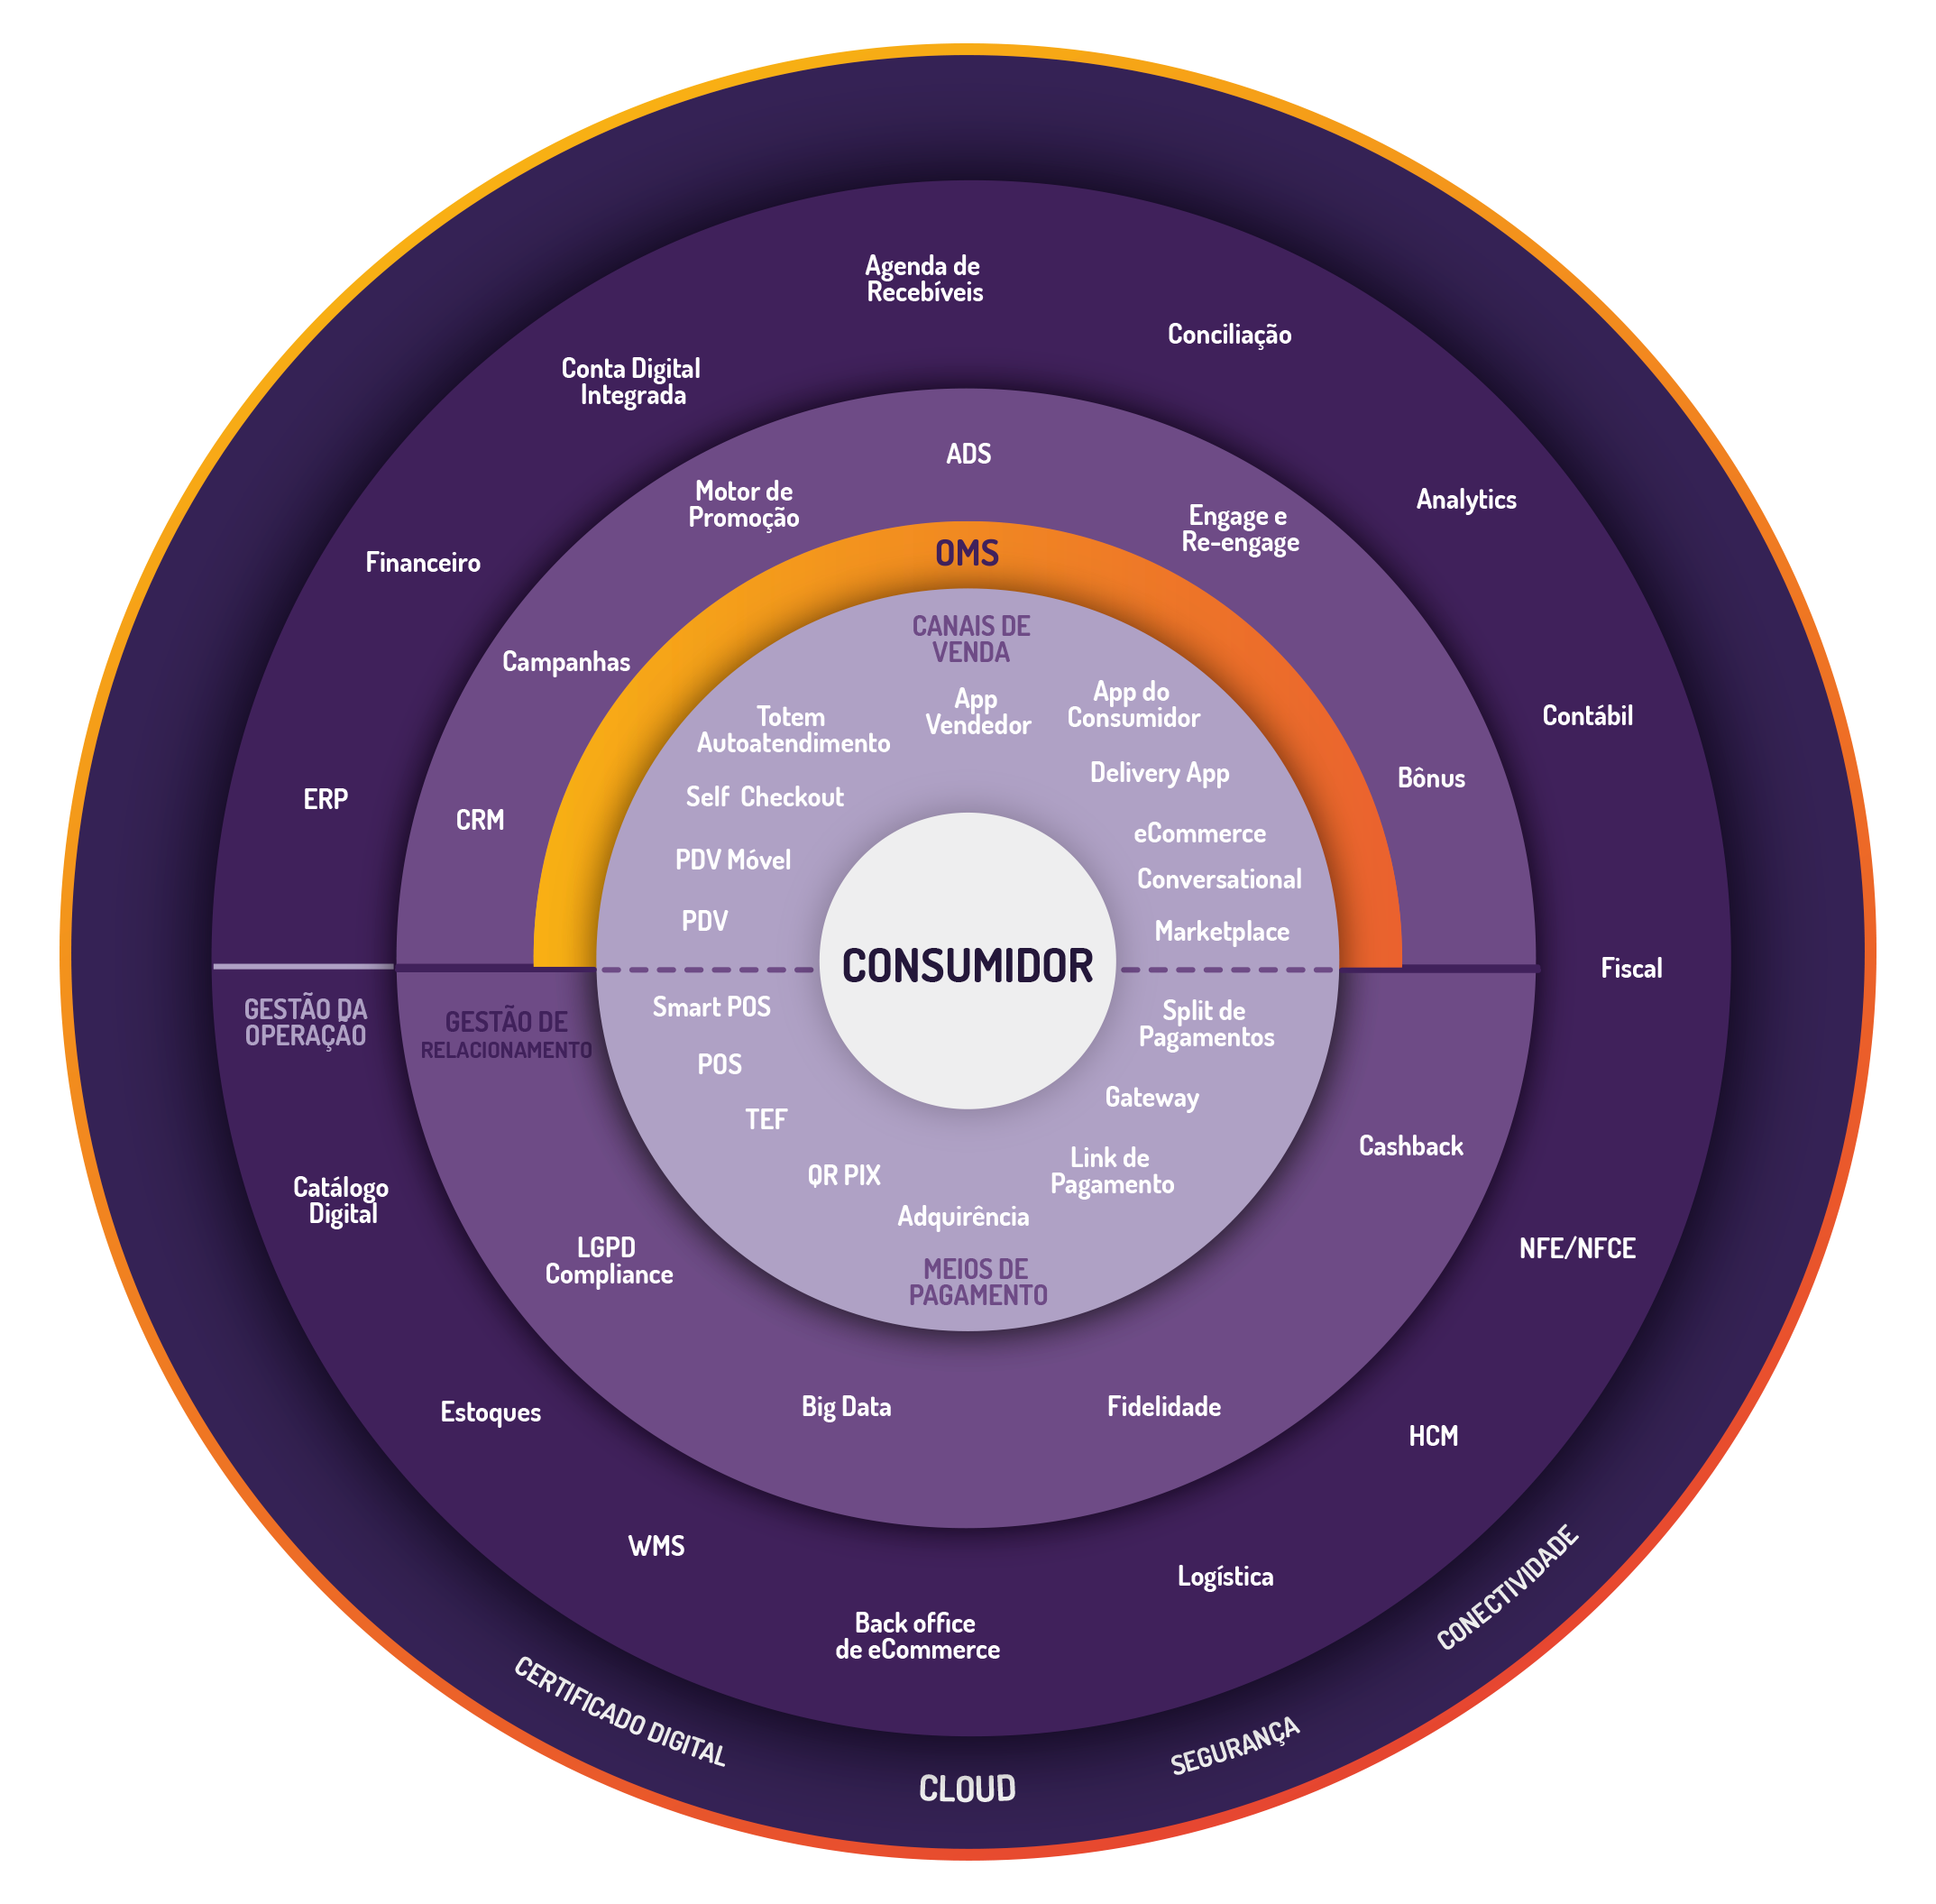 Agenda de
Recebíveis
Conciliação
Conta Digital
Integrada
ADS
Motor de
Promoção
Analytics
Engage e
Re-engage
OMS
Financeiro
CANAIS DE
VENDA
Campanhas
App
Vendedor
App do
Consumidor
Totem
Autoatendimento
Contábil
Delivery App
Bônus
Self Checkout
ERP
CRM
eCommerce
PDV Móvel
Conversational
PDV
Marketplace
CONSUMIDOR
Fiscal
GESTÃO DA
OPERAÇÃO
GESTÃO DE
RELACIONAMENTO
Smart POS
Split de
Pagamentos
POS
Gateway
TEF
Cashback
QR PIX
Link de
Pagamento
Catálogo
Digital
Adquirência
LGPD
Compliance
NFE/NFCE
MEIOS DE
PAGAMENTO
Estoques
Big Data
Fidelidade
HCM
WMS
Logística
Back office
de eCommerce
CERTIFICADO DIGITAL
CLOUD
SEGURANÇA
CONECTIVIDADE